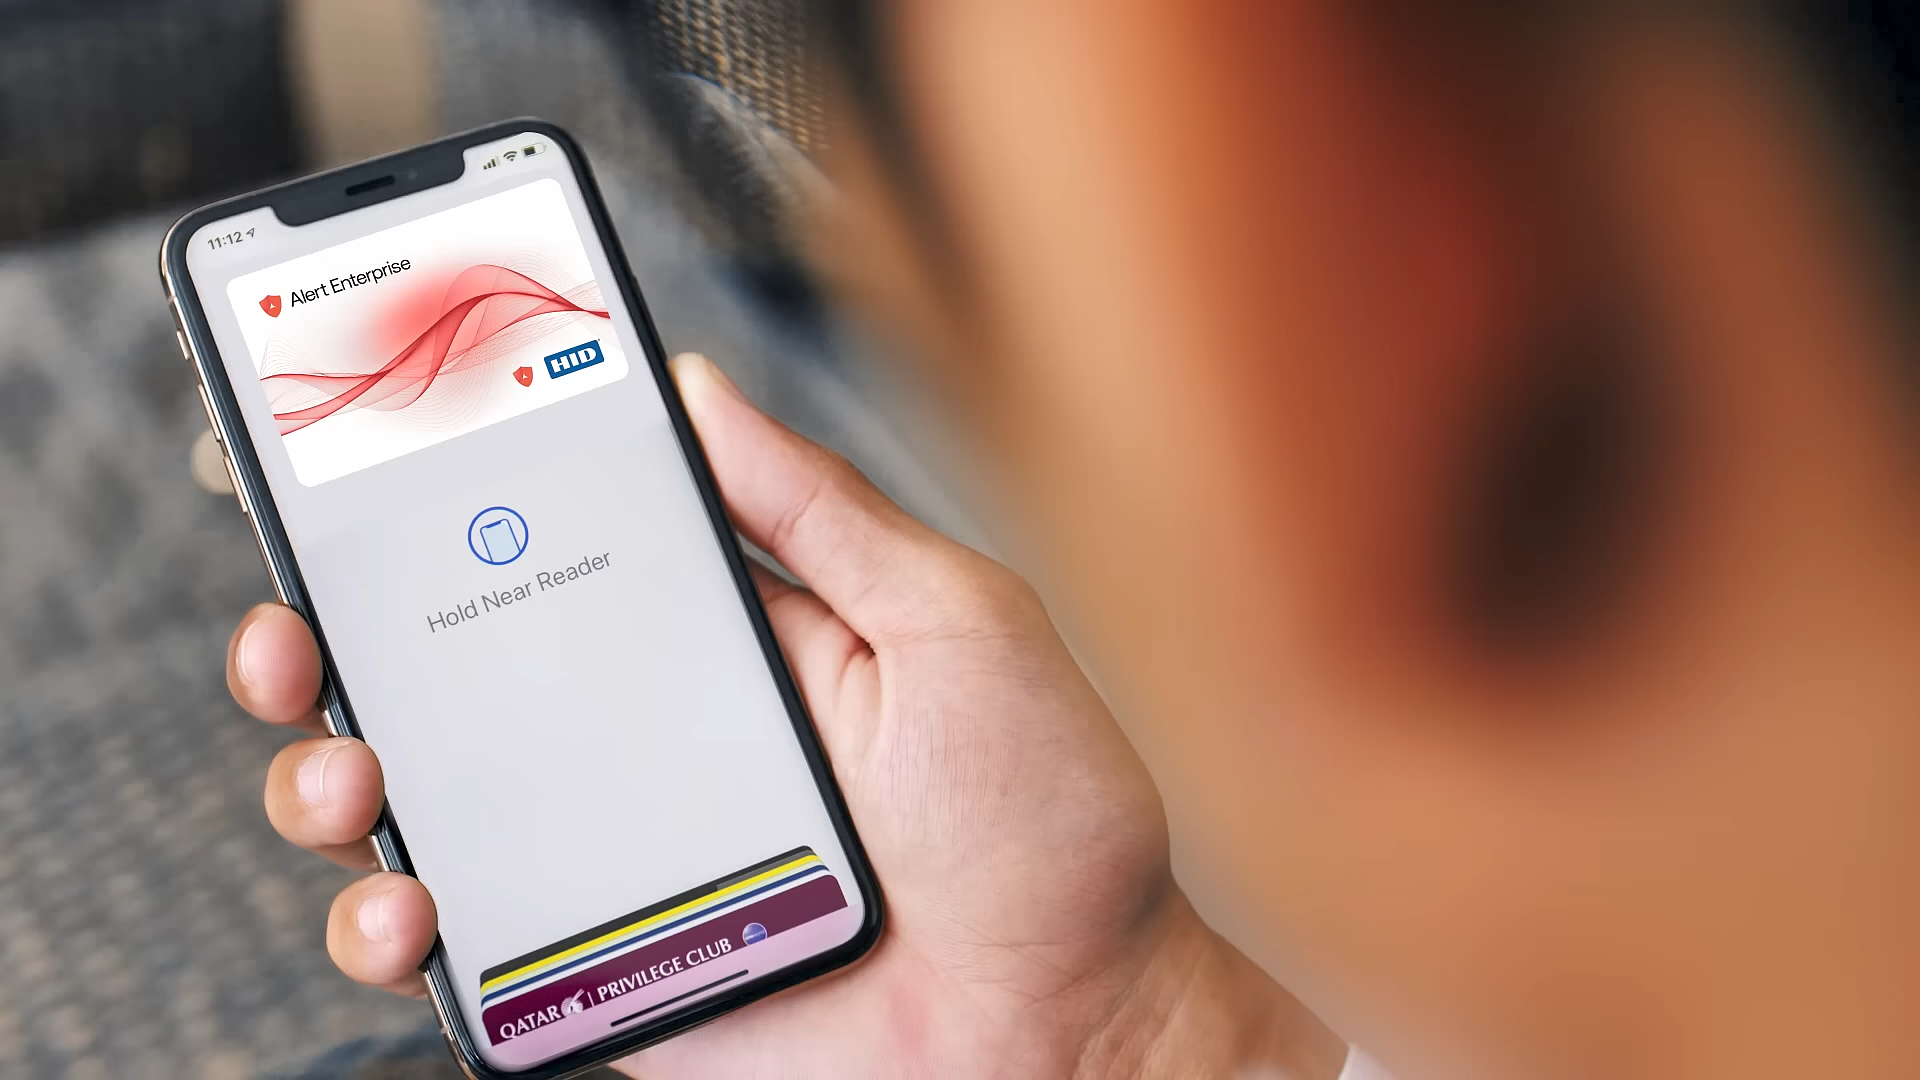 11:12
Alert Enterprise
HID
Hold Near Reader
QATAR | PRIVILEGE CLUB